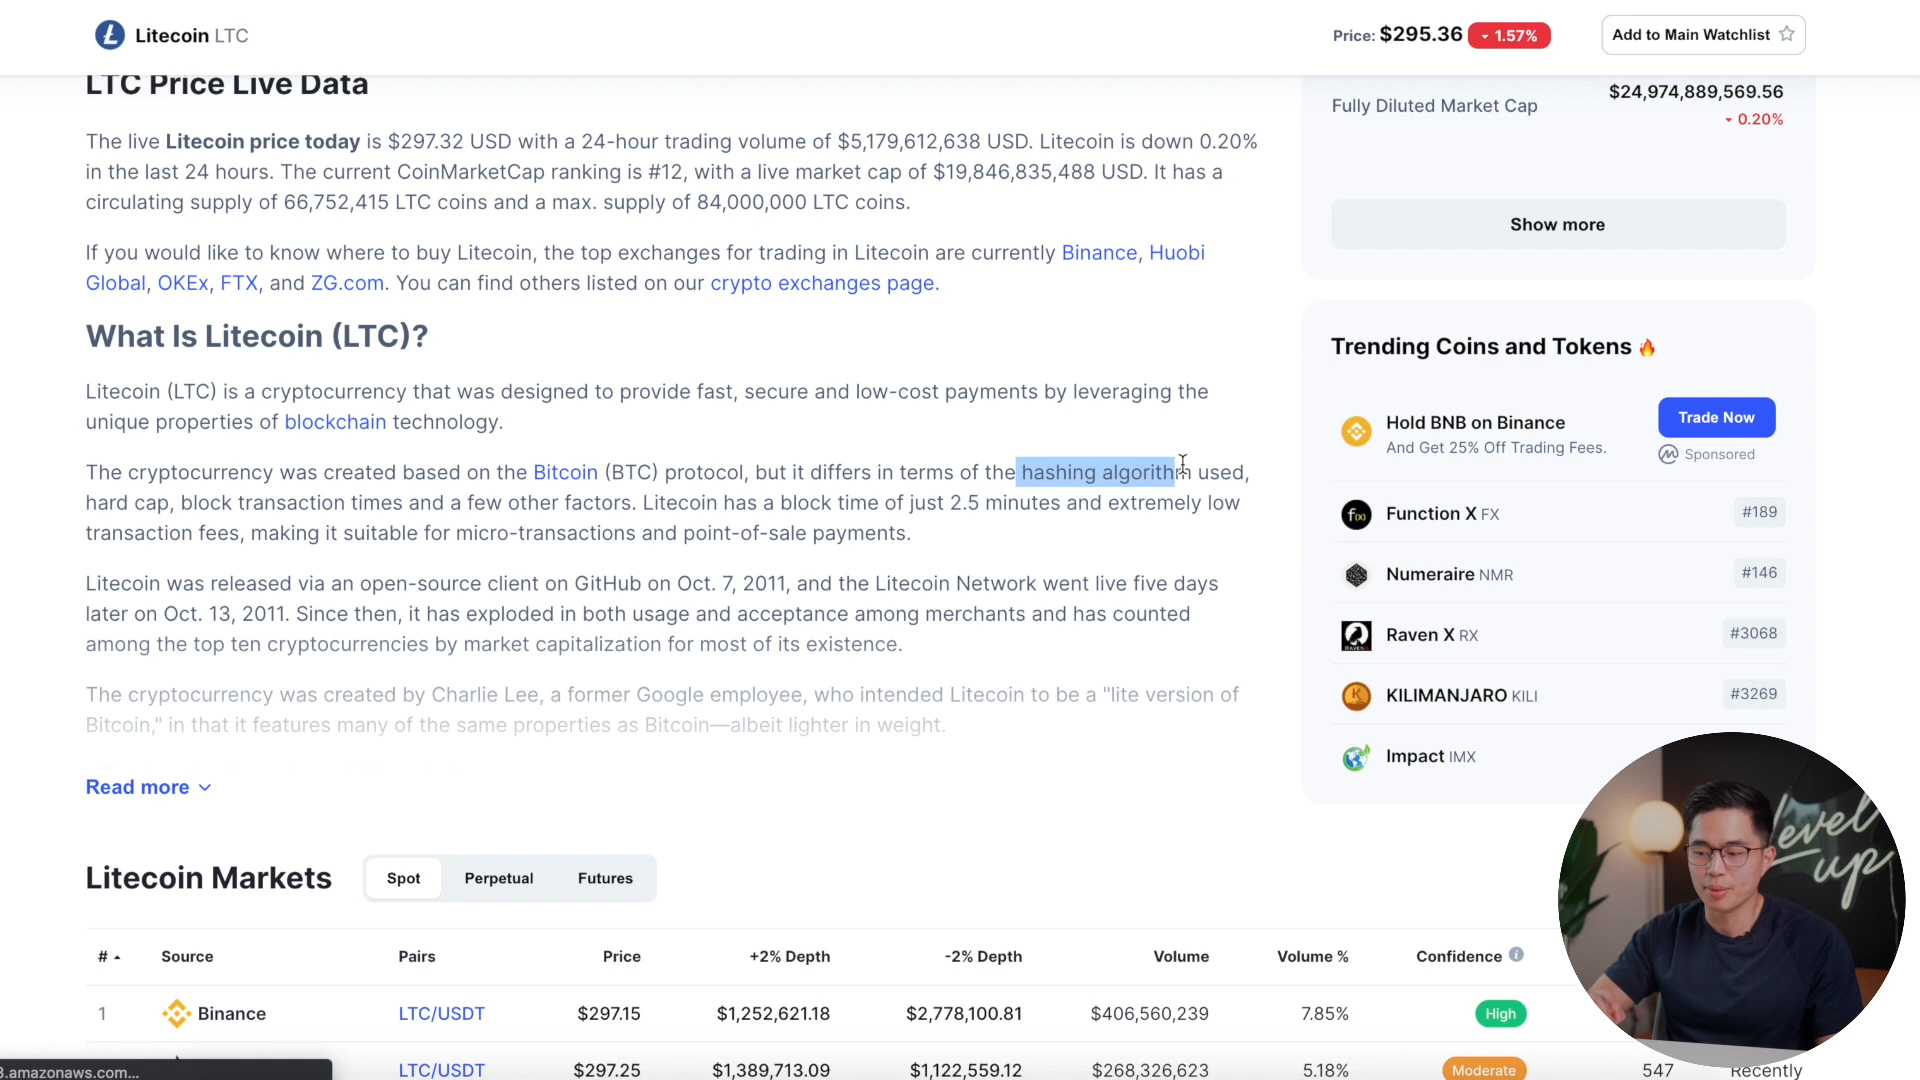 Litecoin LTC
Price: $295.36 1.57%
Add to Main Watchlist
LTC Price Live Data
The live Litecoin price today is $297.32 USD with a 24-hour trading volume of $5,179,612,638 USD. Litecoin is down 0.20%
in the last 24 hours. The current CoinMarketCap ranking is #12, with a live market cap of $19,846,835,488 USD. It has a
circulating supply of 66,752,415 LTC coins and a max. supply of 84,000,000 LTC coins.
If you would like to know where to buy Litecoin, the top exchanges for trading in Litecoin are currently Binance, Huobi
Global, OKEx, FTX, and ZG.com. You can find others listed on our crypto exchanges page.
What Is Litecoin (LTC)?
Litecoin (LTC) is a cryptocurrency that was designed to provide fast, secure and low-cost payments by leveraging the
unique properties of blockchain technology.
The cryptocurrency was created based on the Bitcoin (BTC) protocol, but it differs in terms of the hashing algorithm used,
hard cap, block transaction times and a few other factors. Litecoin has a block time of just 2.5 minutes and extremely low
transaction fees, making it suitable for micro-transactions and point-of-sale payments.
Litecoin was released via an open-source client on GitHub on Oct. 7, 2011, and the Litecoin Network went live five days
later on Oct. 13, 2011. Since then, it has exploded in both usage and acceptance among merchants and has counted
among the top ten cryptocurrencies by market capitalization for most of its existence.
The cryptocurrency was created by Charlie Lee, a former Google employee, who intended Litecoin to be a "lite version of
Bitcoin," in that it features many of the same properties as Bitcoin—albeit lighter in weight.
Read more
Fully Diluted Market Cap
$24,974,889,569.56
0.20%
Show more
Trending Coins and Tokens
Hold BNB on Binance
And Get 25% Off Trading Fees.
Trade Now
Sponsored
Function X FX #189
Numeraire NMR #146
Raven X RX #3068
KILIMANJARO KILI #3269
Impact IMX
Litecoin Markets
Spot Perpetual Futures
# Source Pairs Price +2% Depth -2% Depth Volume Volume % Confidence
1 Binance LTC/USDT $297.15 $1,252,621.18 $2,778,100.81 $406,560,239 7.85% High
LTC/USDT $297.25 $1,389,713.09 $1,122,559.12 $268,326,623 5.18% Moderate 547 Recently
level
up
3.amazonaws.com...